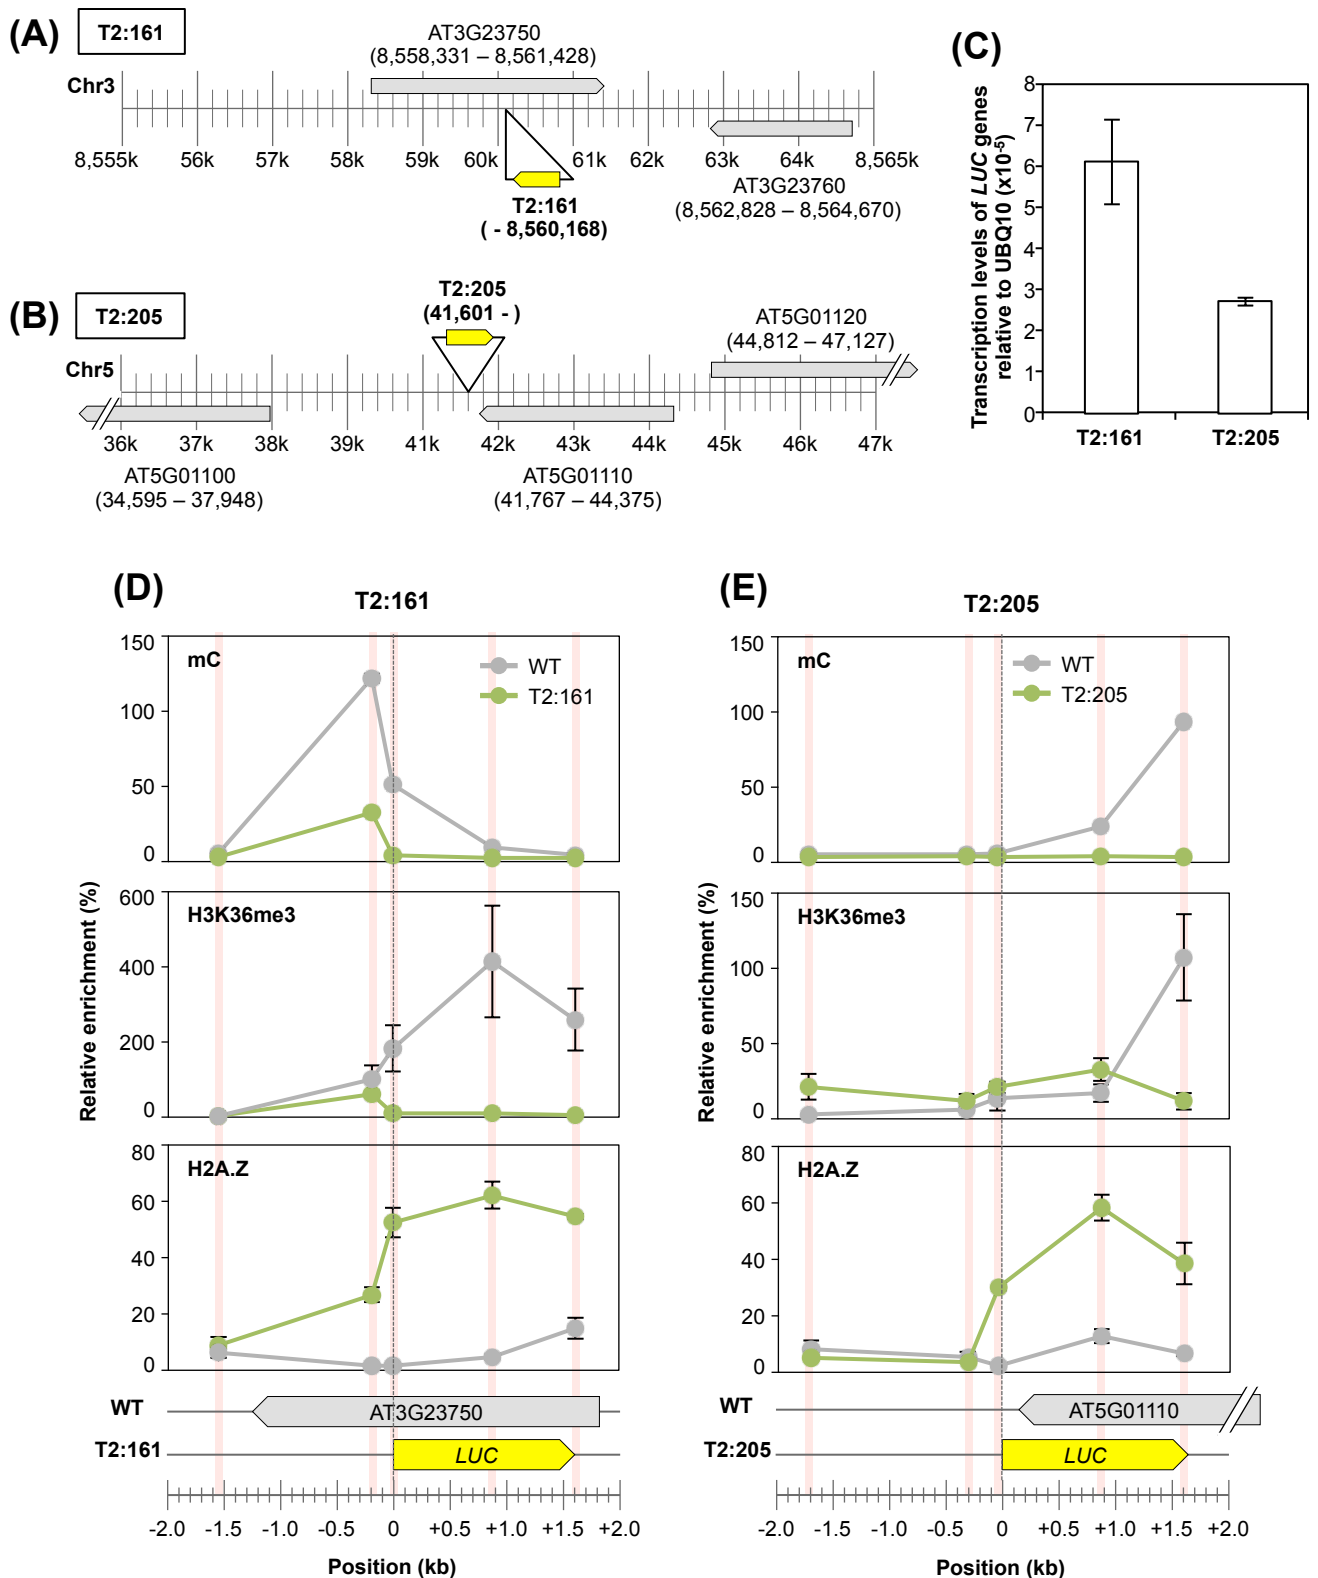 (A)
T2:161
AT3G23750
(8,558,331 – 8,561,428)
Chr3
8,555k 56k 57k 58k 59k 60k 61k 62k 63k 64k 8,565k
T2:161
( - 8,560,168)
AT3G23760
(8,562,828 – 8,564,670)
(B)
T2:205
T2:205
(41,601 - )
AT5G01120
(44,812 – 47,127)
Chr5
36k 37k 38k 39k 41k 42k 43k 44k 45k 46k 47k
AT5G01100
(34,595 – 37,948)
AT5G01110
(41,767 – 44,375)
(C)
Transcription levels of LUC genes
relative to UBQ10 (x10-5)
8
7
6
5
4
3
2
1
0
T2:161 T2:205
(D)
T2:161
mC
WT
T2:161
150
100
50
0
Relative enrichment (%)
H3K36me3
600
400
200
0
H2A.Z
80
60
40
20
0
WT
AT3G23750
T2:161
LUC
-2.0 -1.5 -1.0 -0.5 0 +0.5 +1.0 +1.5 +2.0
Position (kb)
(E)
T2:205
mC
WT
T2:205
150
100
50
0
Relative enrichment (%)
H3K36me3
150
100
50
0
H2A.Z
80
60
40
20
0
WT
AT5G01110
T2:205
LUC
-2.0 -1.5 -1.0 -0.5 0 +0.5 +1.0 +1.5 +2.0
Position (kb)